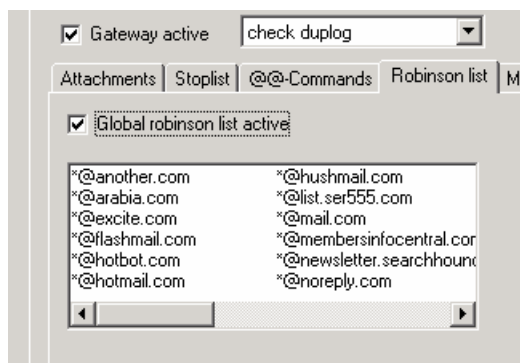 Gateway active check duplog
Attachments Stoplist @@-Commands Robinson list M
Global robinson list active
*@another.com *@hushmail.com
*@arabia.com *@list.ser555.com
*@excite.com *@mail.com
*@flashmail.com *@membersinfocentral.cor
*@hotbot.com *@newsletter.searchhound
*@hotmail.com *@noreply.com